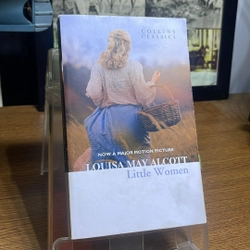 COLLINS
CLASSICS
NOW A MAJOR MOTION PICTURE
LOUISA MAY ALCOTT
Little Women